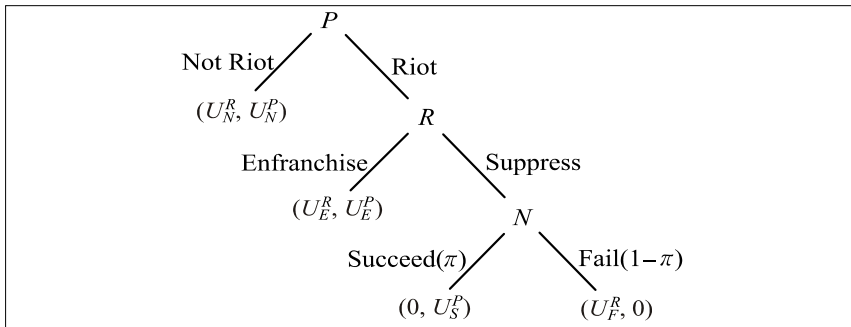 P
Not Riot Riot
(U_N^R, U_N^P) R
Enfranchise Suppress
(U_E^R, U_E^P) N
Succeed(π) Fail(1−π)
(0, U_S^P) (U_F^R, 0)